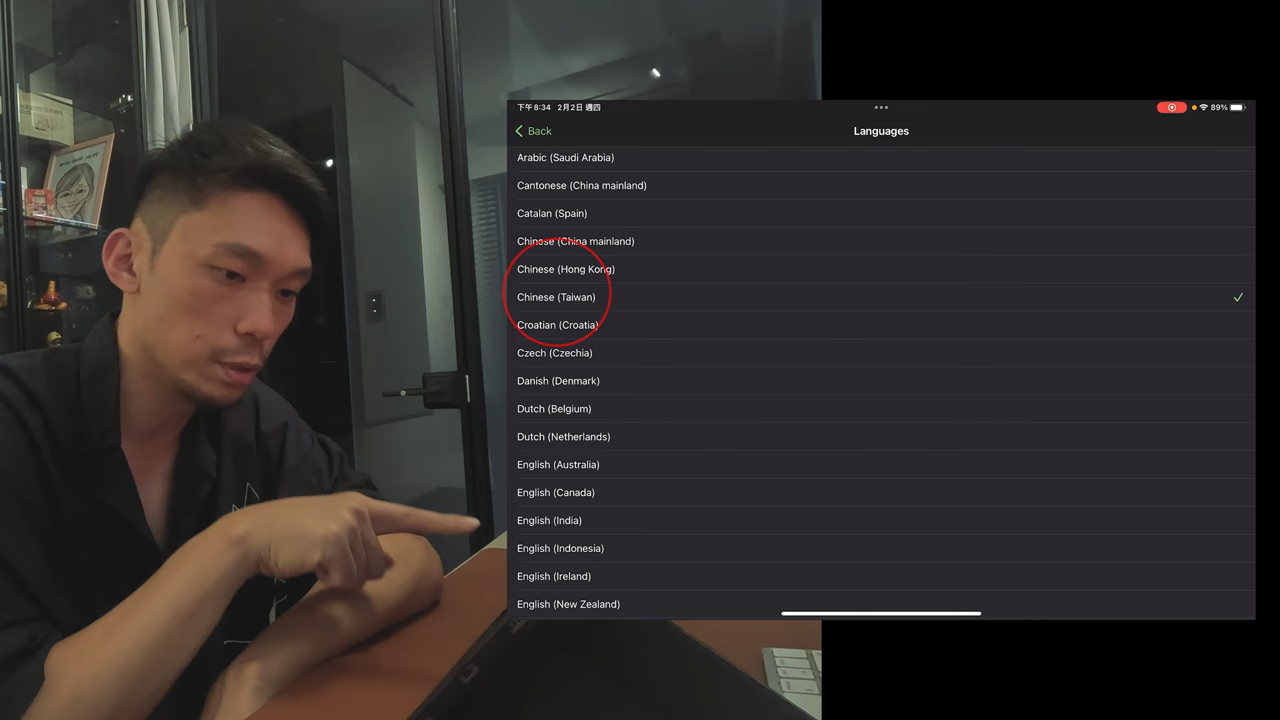 下午8:34 2月2日 週四
89%
Back
Languages
Arabic (Saudi Arabia)
Cantonese (China mainland)
Catalan (Spain)
Chinese (China mainland)
Chinese (Hong Kong)
Chinese (Taiwan)
Croatian (Croatia)
Czech (Czechia)
Danish (Denmark)
Dutch (Belgium)
Dutch (Netherlands)
English (Australia)
English (Canada)
English (India)
English (Indonesia)
English (Ireland)
English (New Zealand)